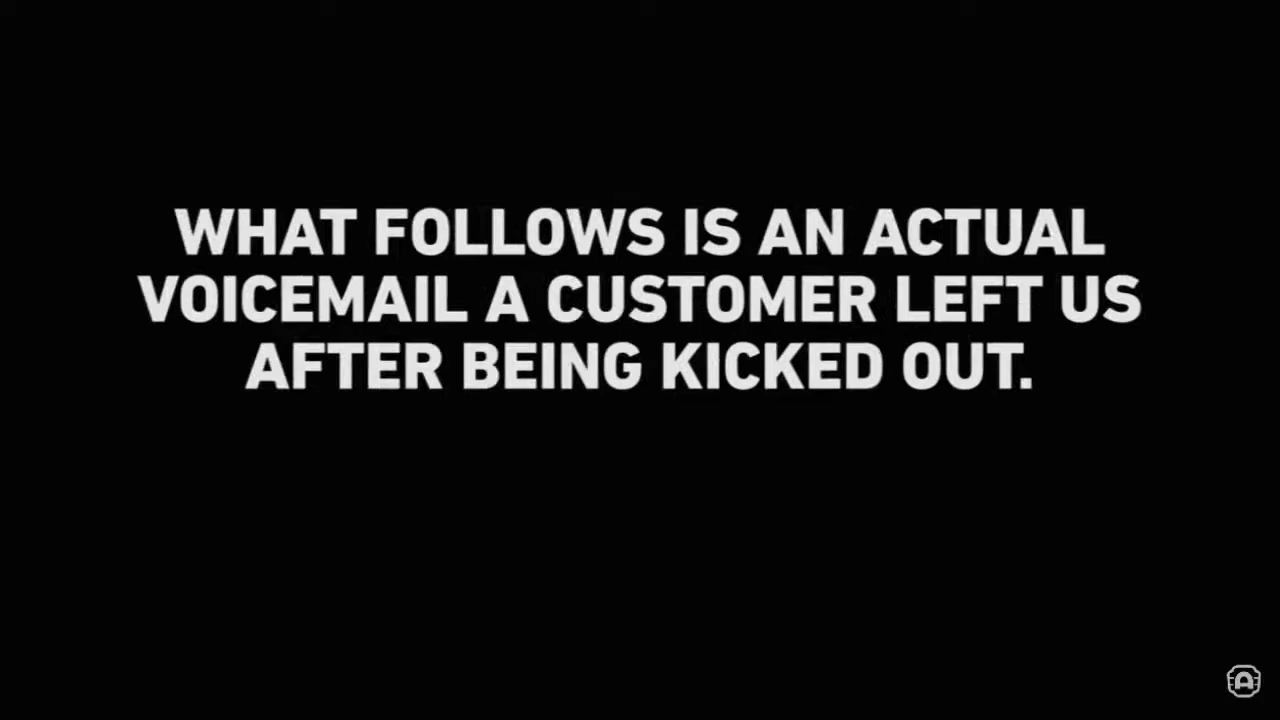 WHAT FOLLOWS IS AN ACTUAL
VOICEMAIL A CUSTOMER LEFT US
AFTER BEING KICKED OUT.
A